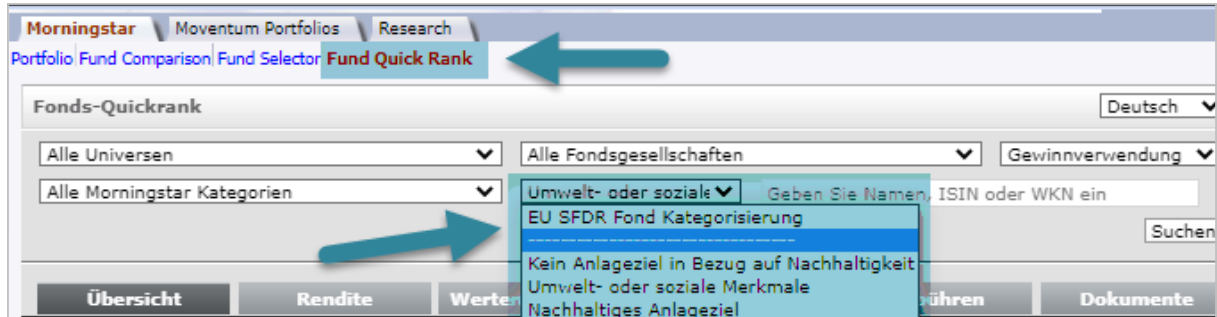 Morningstar Moventum Portfolios Research
Portfolio Fund Comparison Fund Selector Fund Quick Rank
Fonds-Quickrank Deutsch
Alle Universen Alle Fondsgesellschaften Gewinnverwendung
Alle Morningstar Kategorien Umwelt- oder soziale Geben Sie Namen, ISIN oder WKN ein
EU SFDR Fond Kategorisierung
---------------------------------
Suchen
Kein Anlageziel in Bezug auf Nachhaltigkeit
Umwelt- oder soziale Merkmale
Nachhaltiges Anlageziel
Übersicht Rendite Dokumente